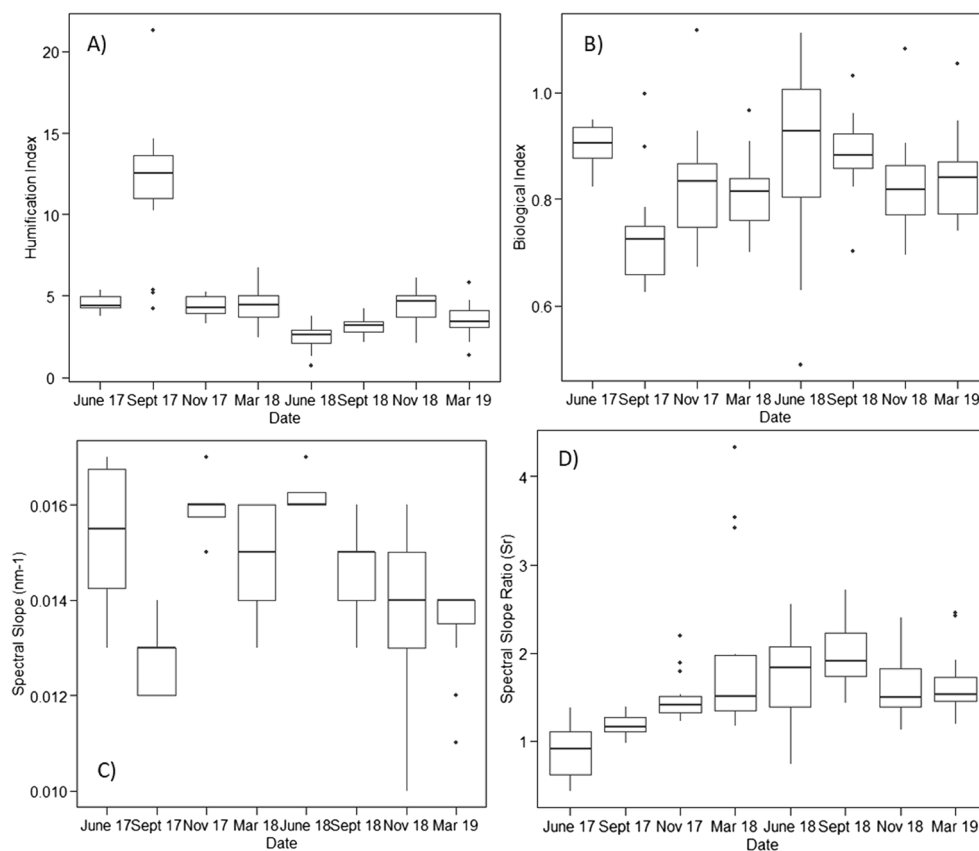 A)
Humification Index
20
15
10
5
0
June 17 Sept 17 Nov 17 Mar 18 June 18 Sept 18 Nov 18 Mar 19
Date
B)
Biological Index
1.0
0.8
0.6
June 17 Sept 17 Nov 17 Mar 18 June 18 Sept 18 Nov 18 Mar 19
Date
C)
Spectral Slope (nm-1)
0.016
0.014
0.012
0.010
June 17 Sept 17 Nov 17 Mar 18 June 18 Sept 18 Nov 18 Mar 19
Date
D)
Spectral Slope Ratio (Sr)
4
3
2
1
June 17 Sept 17 Nov 17 Mar 18 June 18 Sept 18 Nov 18 Mar 19
Date